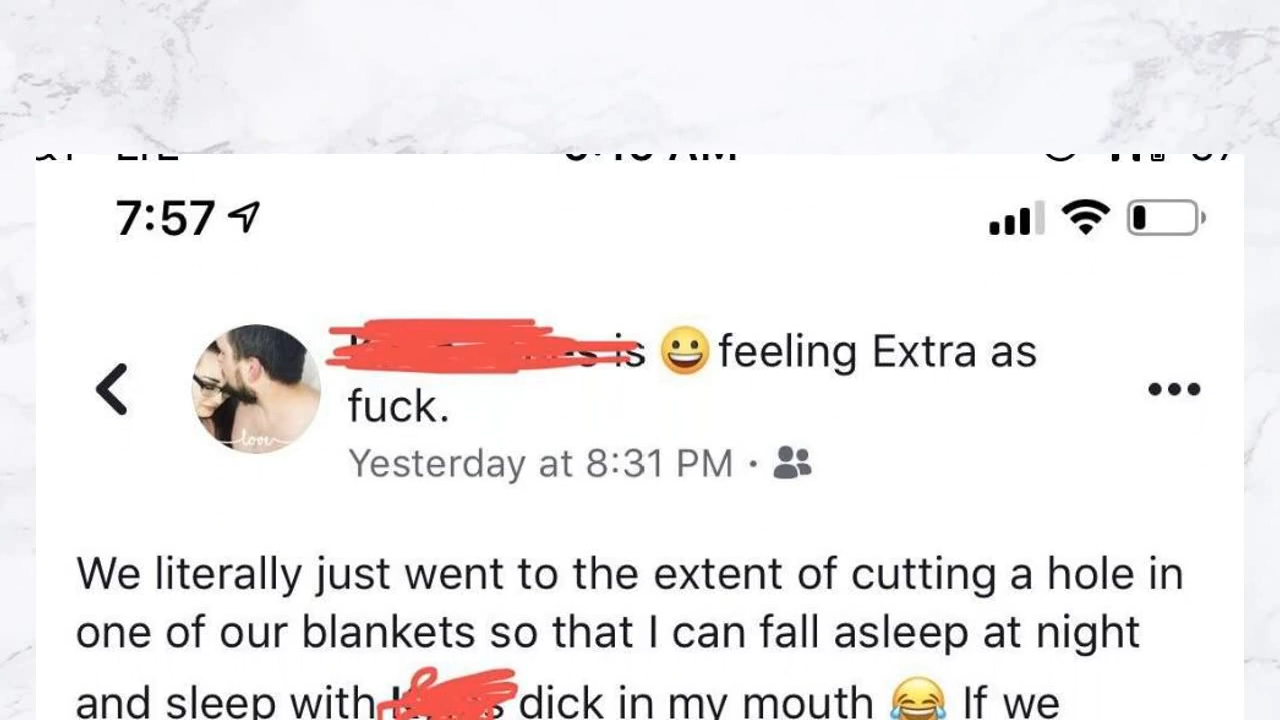 7:57
is 😀 feeling Extra as
fuck.
Yesterday at 8:31 PM ·
We literally just went to the extent of cutting a hole in
one of our blankets so that I can fall asleep at night
and sleep with dick in my mouth 😂 If we
love